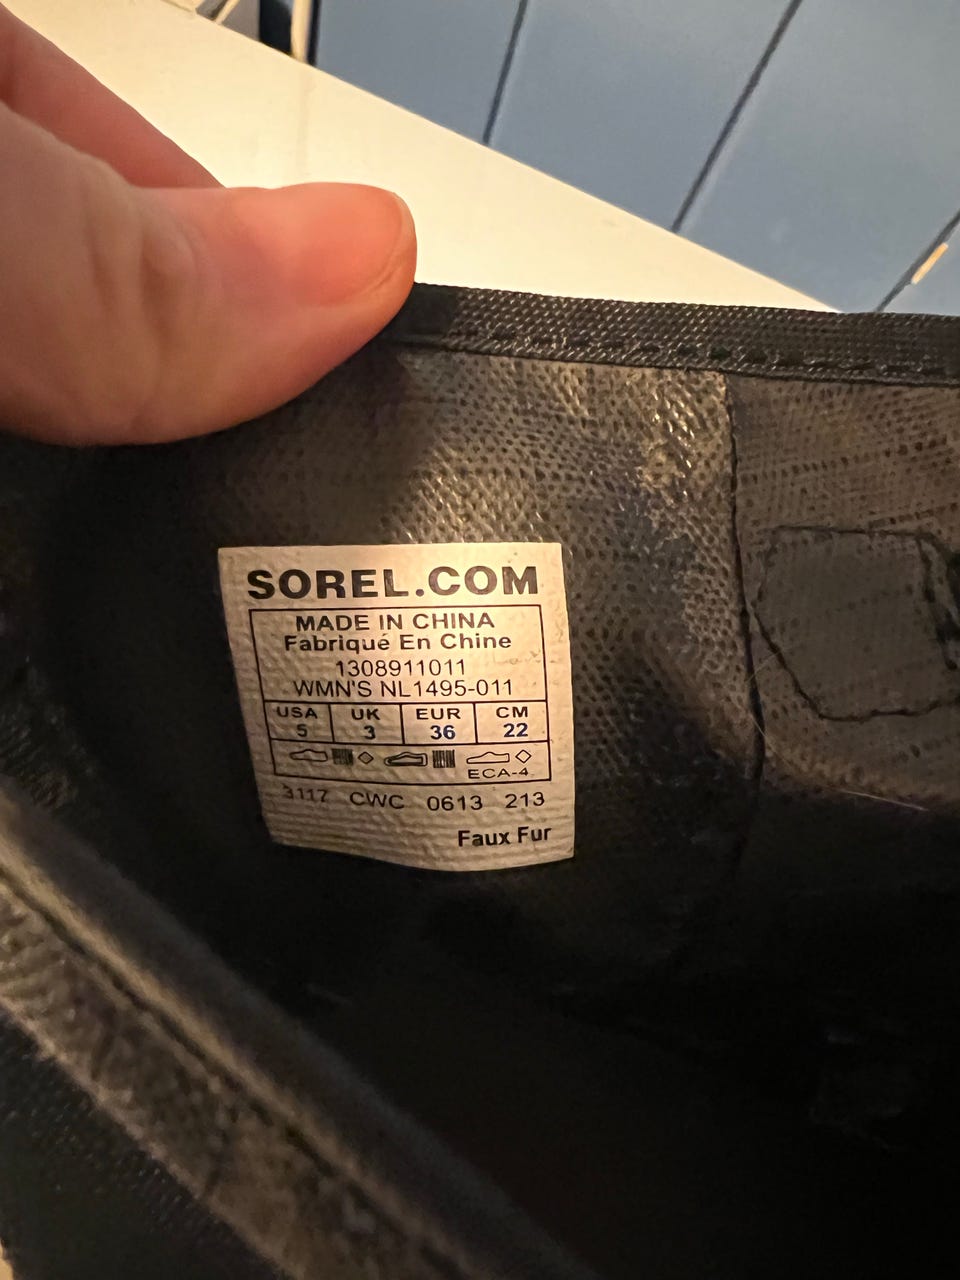 SOREL.COM
MADE IN CHINA
Fabriqué En Chine
1308911011
WMN'S NL1495-011
USA UK EUR CM
5 3 36 22
ECA-4
3117 CWC 0613 213
Faux Fur